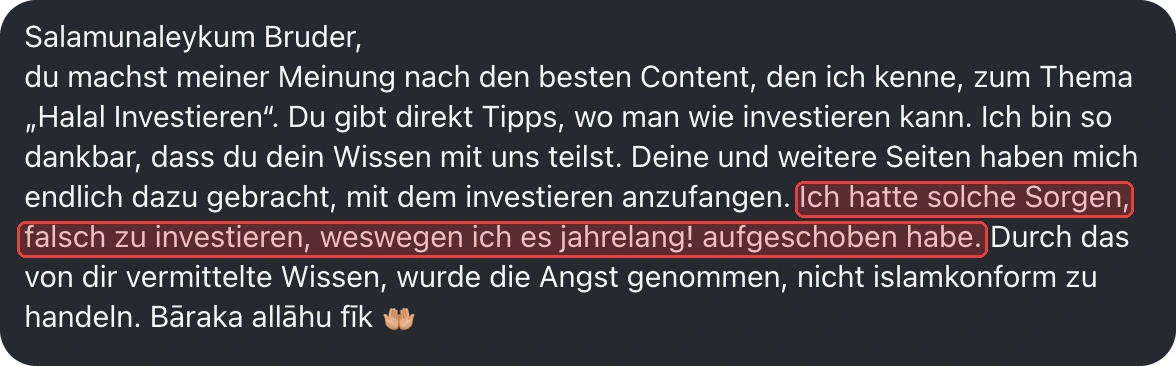 Salamunaleykum Bruder,
du machst meiner Meinung nach den besten Content, den ich kenne, zum Thema
„Halal Investieren“. Du gibt direkt Tipps, wo man wie investieren kann. Ich bin so
dankbar, dass du dein Wissen mit uns teilst. Deine und weitere Seiten haben mich
endlich dazu gebracht, mit dem investieren anzufangen. Ich hatte solche Sorgen,
falsch zu investieren, weswegen ich es jahrelang! aufgeschoben habe. Durch das
von dir vermittelte Wissen, wurde die Angst genommen, nicht islamkonform zu
handeln. Bāraka allāhu fīk 🤲🏼